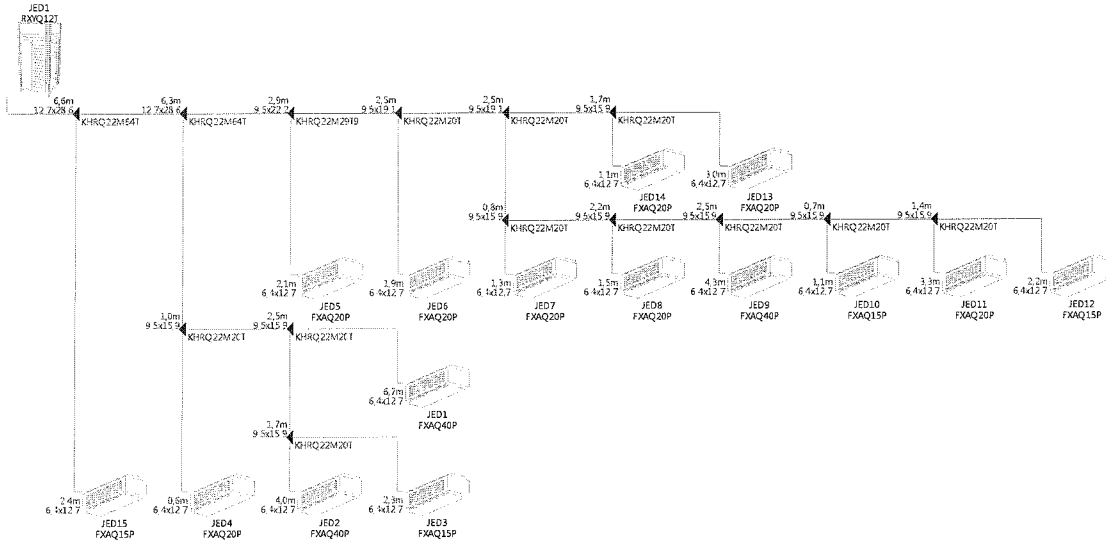 JED1
RXYQ12T
6,6m
12.7x28.6
KHRQ22M64T
6,3m
12.7x28.6
KHRQ22M64T
2,9m
9.5x22.2
KHRQ22M29T9
2,5m
9.5x19.1
KHRQ22M20T
2,5m
9.5x19.1
KHRQ22M20T
1,7m
9.5x15.9
KHRQ22M20T
1,1m
6.4x12.7
JED14
FXAQ20P
3,0m
6.4x12.7
JED13
FXAQ20P
0,8m
9.5x15.9
KHRQ22M20T
2,2m
9.5x15.9
KHRQ22M20T
2,5m
9.5x15.9
KHRQ22M20T
0,7m
9.5x15.9
KHRQ22M20T
1,4m
9.5x15.9
KHRQ22M20T
2,1m
6.4x12.7
JED5
FXAQ20P
1,9m
6.4x12.7
JED6
FXAQ20P
1,3m
6.4x12.7
JED7
FXAQ20P
1,5m
6.4x12.7
JED8
FXAQ20P
4,3m
6.4x12.7
JED9
FXAQ40P
1,1m
6.4x12.7
JED10
FXAQ15P
3,3m
6.4x12.7
JED11
FXAQ20P
2,2m
6.4x12.7
JED12
FXAQ15P
1,0m
9.5x15.9
KHRQ22M20T
2,5m
9.5x15.9
KHRQ22M20T
6,7m
6.4x12.7
JED1
FXAQ40P
1,7m
9.5x15.9
KHRQ22M20T
2,4m
6.4x12.7
JED15
FXAQ15P
0,6m
6.4x12.7
JED4
FXAQ20P
4,0m
6.4x12.7
JED2
FXAQ40P
2,3m
6.4x12.7
JED3
FXAQ15P